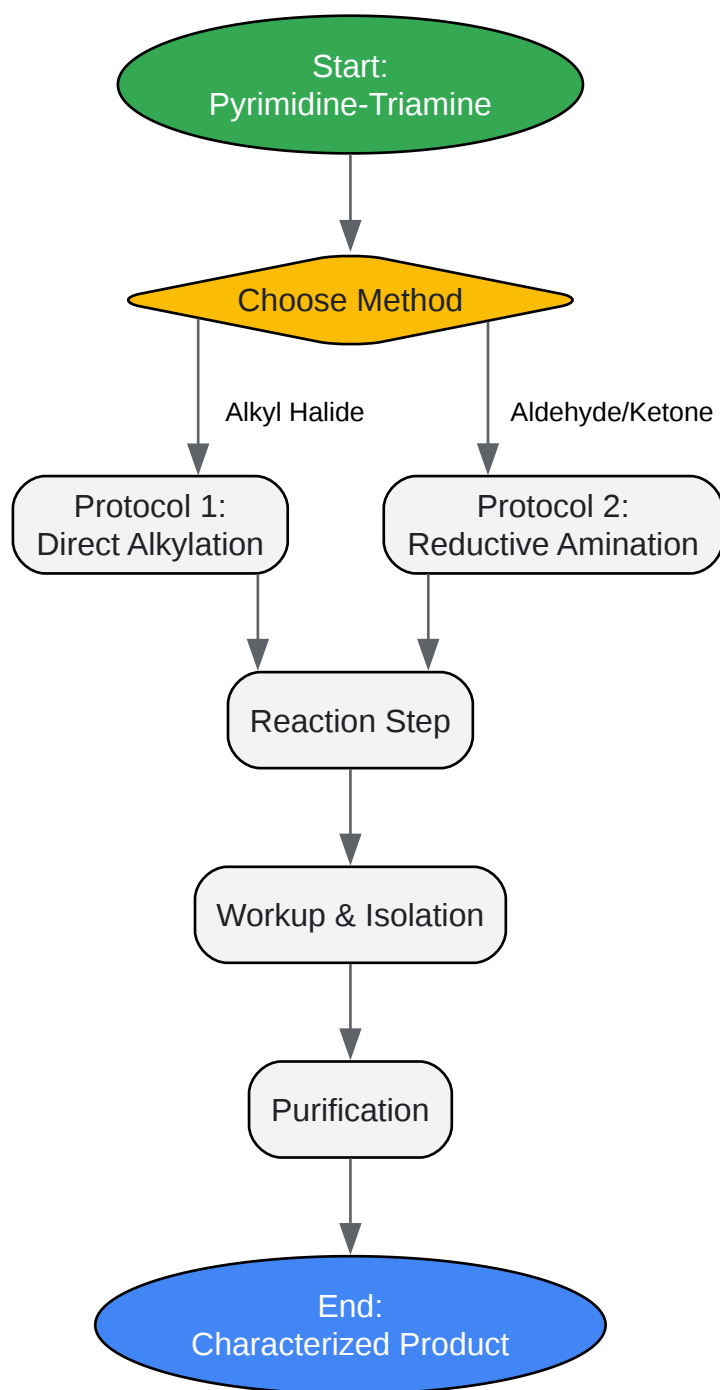 Start:
Pyrimidine-Triamine
Choose Method
Alkyl Halide
Aldehyde/Ketone
Protocol 1:
Direct Alkylation
Protocol 2:
Reductive Amination
Reaction Step
Workup & Isolation
Purification
End:
Characterized Product